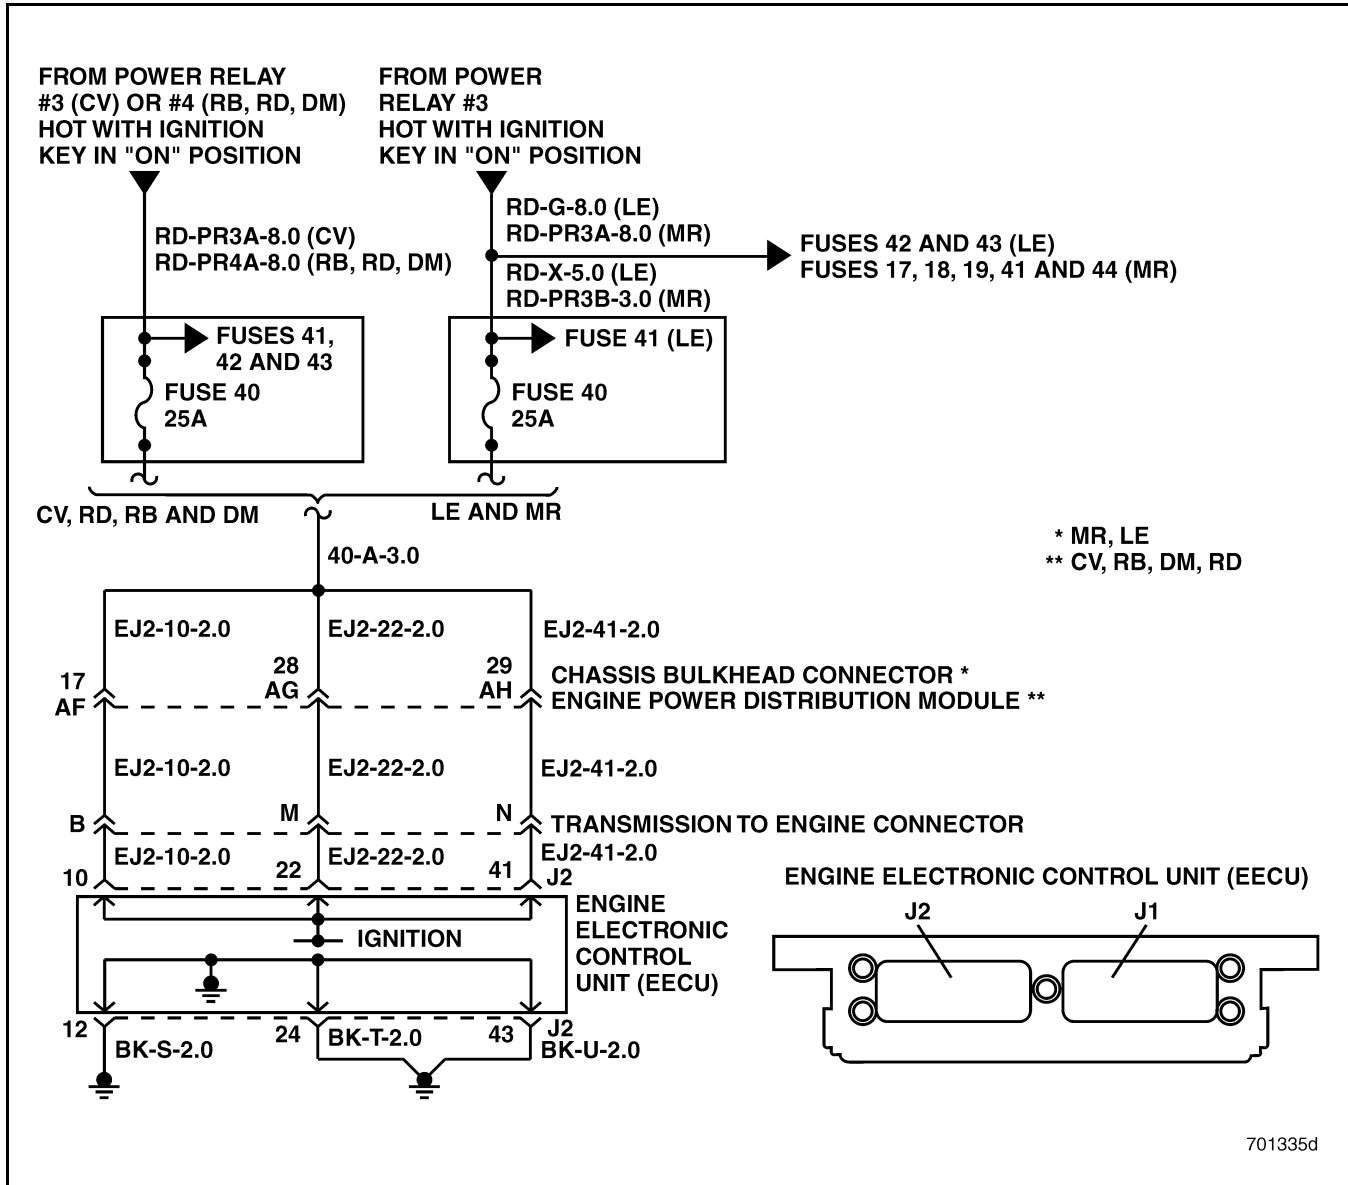 FROM POWER RELAY
#3 (CV) OR #4 (RB, RD, DM)
HOT WITH IGNITION
KEY IN "ON" POSITION
FROM POWER
RELAY #3
HOT WITH IGNITION
KEY IN "ON" POSITION
RD-PR3A-8.0 (CV)
RD-PR4A-8.0 (RB, RD, DM)
RD-G-8.0 (LE)
RD-PR3A-8.0 (MR)
RD-X-5.0 (LE)
RD-PR3B-3.0 (MR)
FUSES 42 AND 43 (LE)
FUSES 17, 18, 19, 41 AND 44 (MR)
FUSES 41,
42 AND 43
FUSE 40
25A
FUSE 41 (LE)
FUSE 40
25A
CV, RD, RB AND DM
LE AND MR
* MR, LE
** CV, RB, DM, RD
40-A-3.0
EJ2-10-2.0
EJ2-22-2.0
EJ2-41-2.0
17
AF
28
AG
29
AH
CHASSIS BULKHEAD CONNECTOR *
ENGINE POWER DISTRIBUTION MODULE **
EJ2-10-2.0
EJ2-22-2.0
EJ2-41-2.0
B
M
N
TRANSMISSION TO ENGINE CONNECTOR
EJ2-10-2.0
EJ2-22-2.0
EJ2-41-2.0
10
22
41
J2
ENGINE
ELECTRONIC
CONTROL
UNIT (EECU)
IGNITION
12
24
43
J2
BK-S-2.0
BK-T-2.0
BK-U-2.0
ENGINE ELECTRONIC CONTROL UNIT (EECU)
J2
J1
701335d